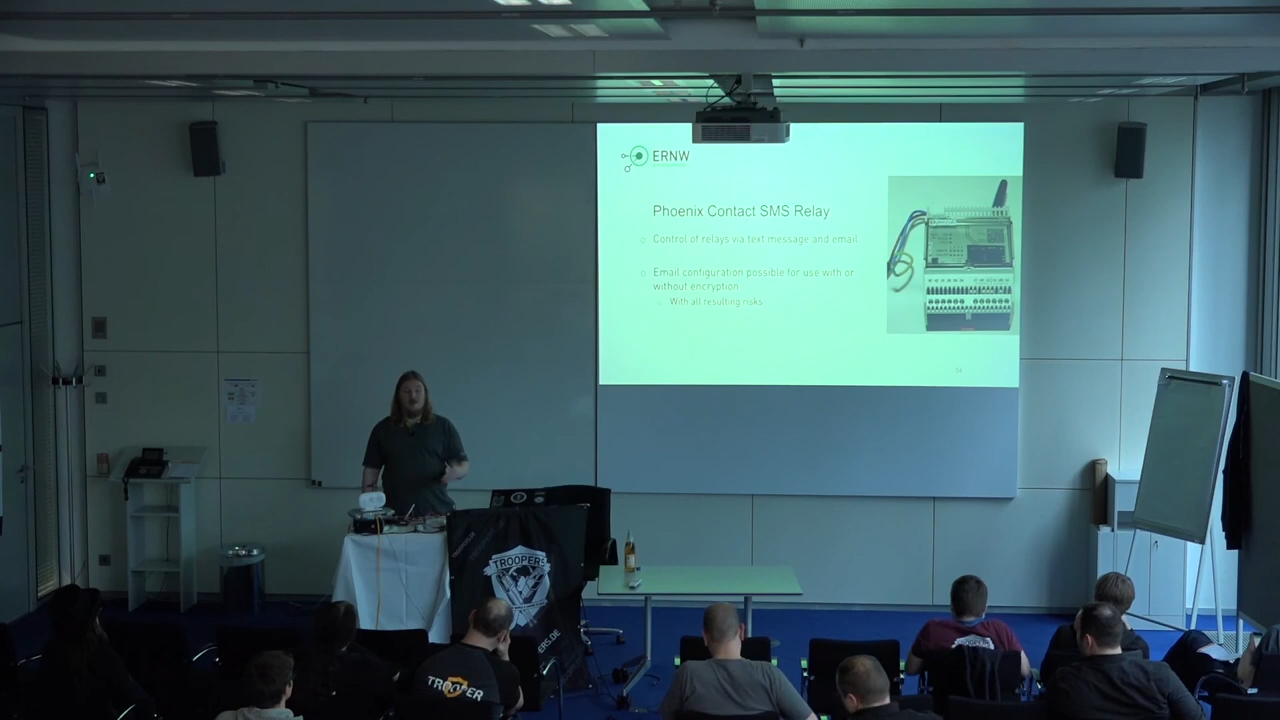 ERNW
Phoenix Contact SMS Relay
Control of relays via text message and email
Email configuration possible for use with or
without encryption
With all resulting risks
54
TROOPERS
TROOPER